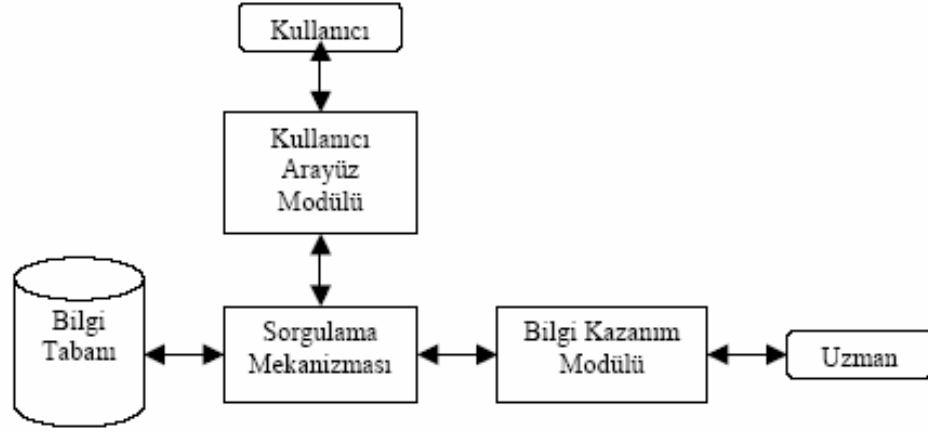 Kullanıcı
Kullanıcı
Arayüz
Modülü
Bilgi
Tabanı
Sorgulama
Mekanizması
Bilgi Kazanım
Modülü
Uzman